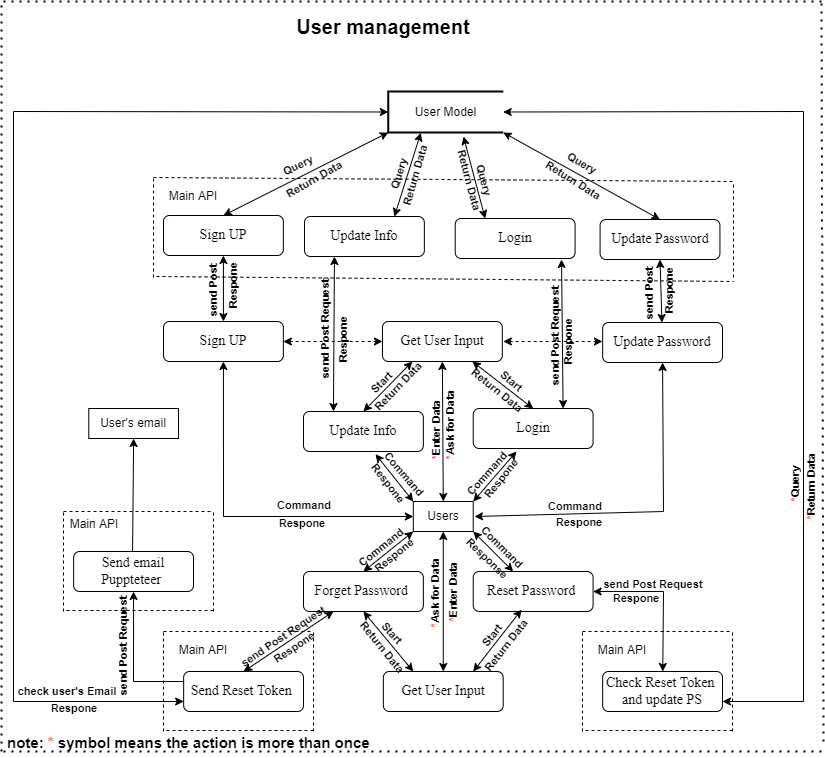 User management
User Model
Query
Return Data
Query
Return Data
Query
Return Data
Query
Return Data
Main API
Sign UP
Update Info
Login
Update Password
send Post
Respone
send Post Request
Respone
send Post Request
Respone
send Post
Respone
Sign UP
Get User Input
Update Password
Start
Return Data
Start
Return Data
Update Info
Login
*Enter Data
*Ask for Data
User's email
Command
Respone
Command
Respone
*Query
*Return Data
Command
Respone
Users
Command
Respone
Main API
Send email
Puppteteer
Command
Respone
Command
Response
Forget Password
Reset Password
*Ask for Data
*Enter Data
send Post Request
Respone
send Post Request
send Post Request
Respone
Start
Return Data
Start
Return Data
Main API
Send Reset Token
Get User Input
Main API
Check Reset Token
and update PS
check user's Email
Respone
note: * symbol means the action is more than once